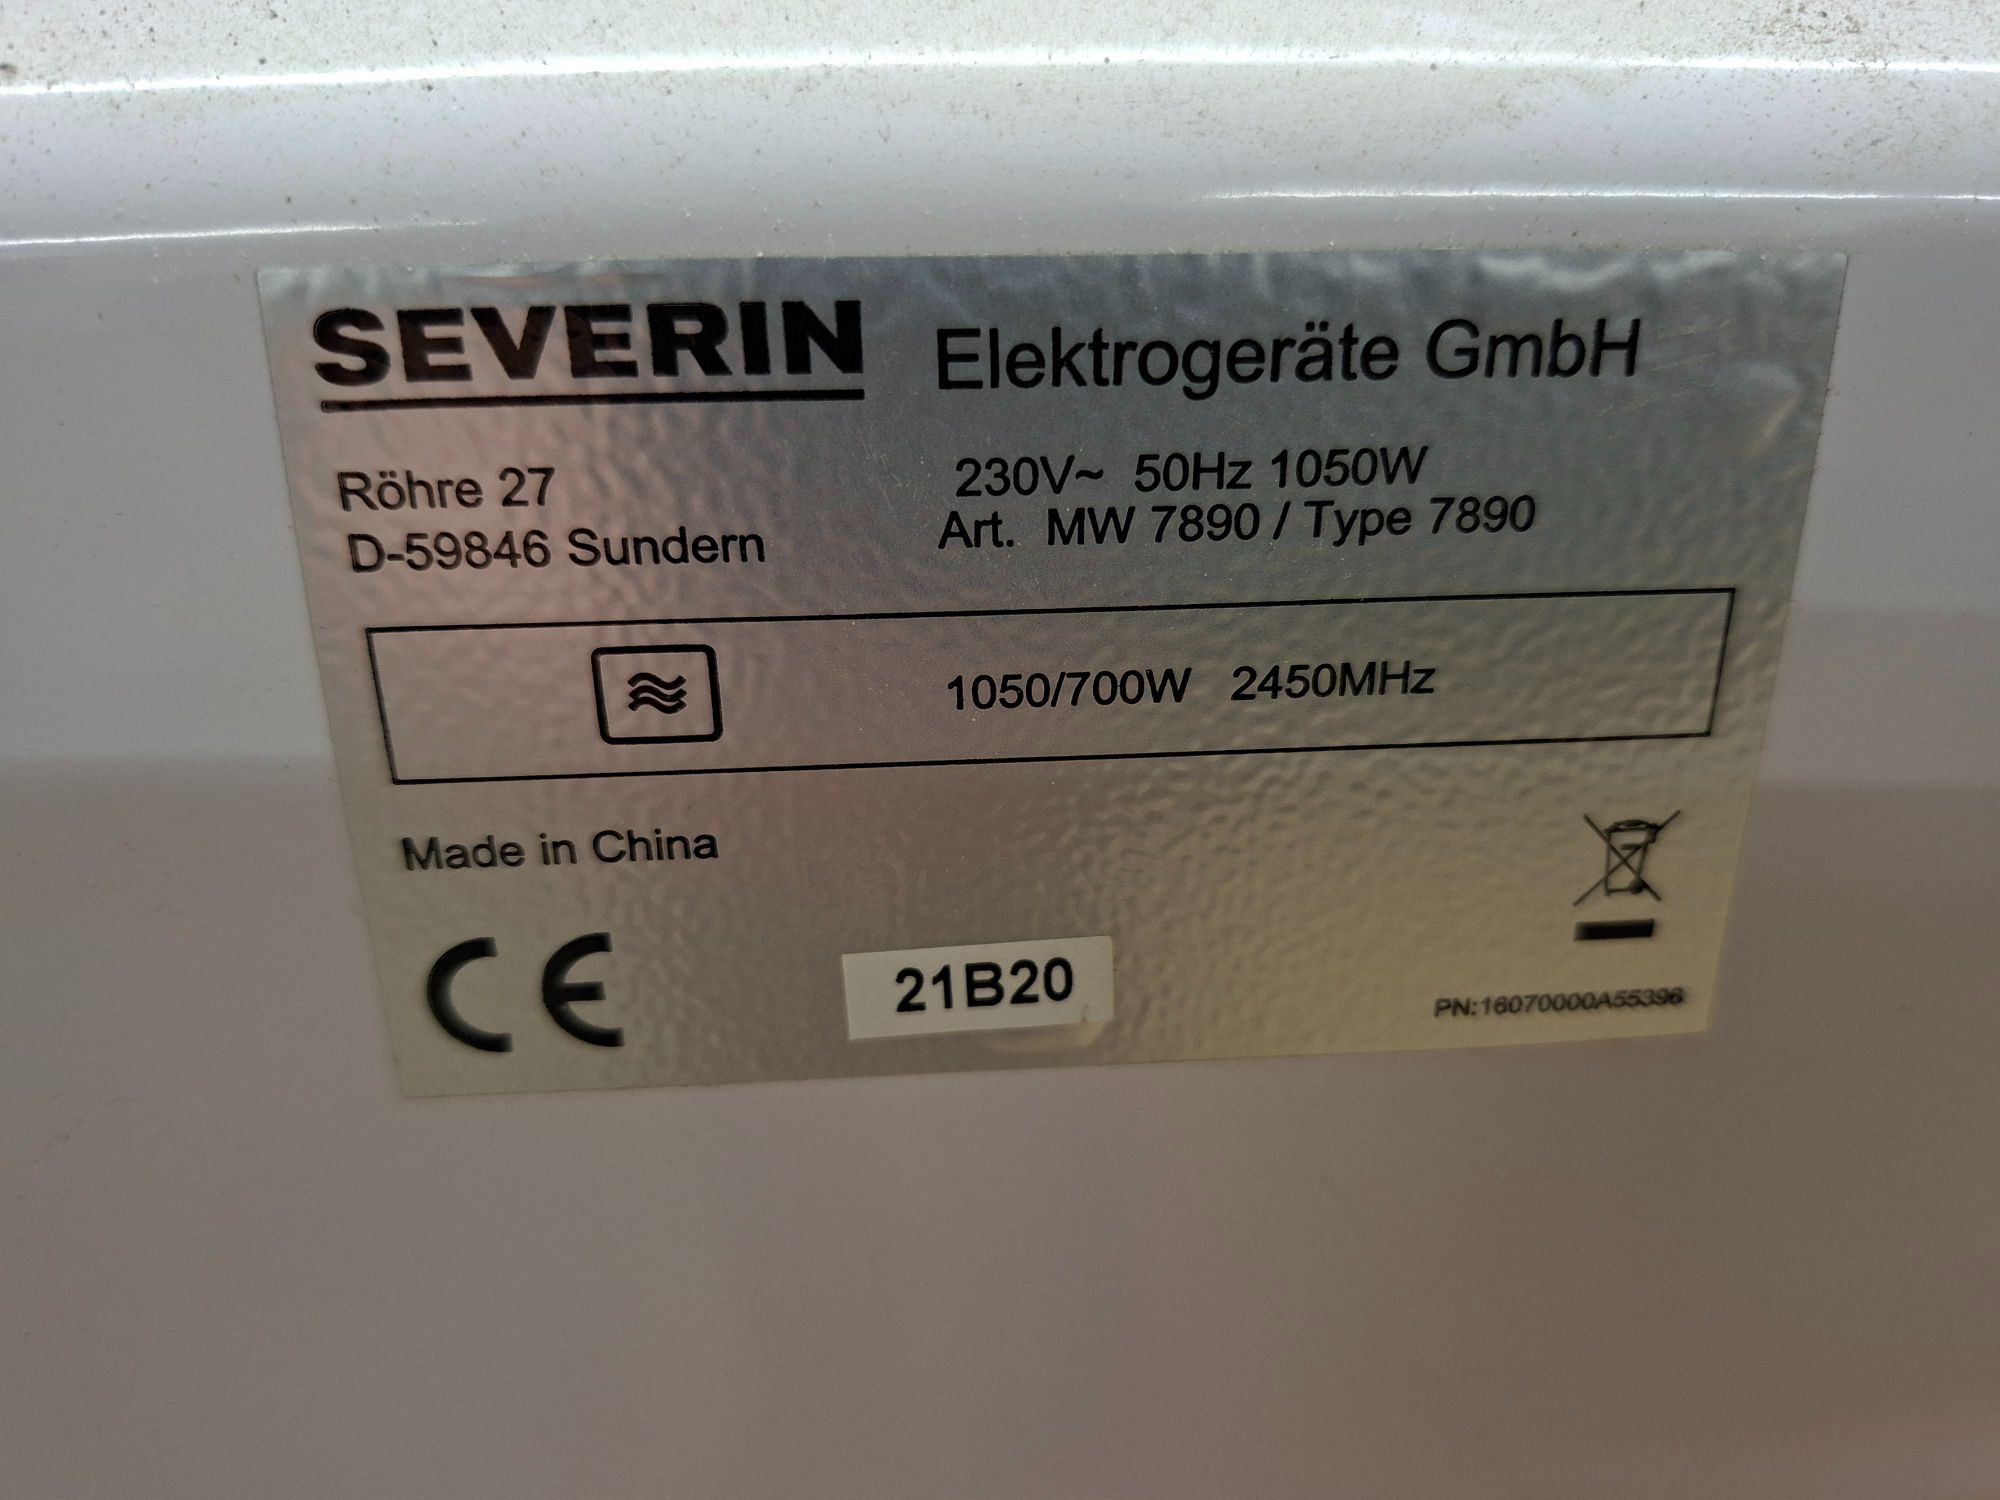 SEVERIN Elektrogeräte GmbH
Röhre 27
D-59846 Sundern
230V~ 50Hz 1050W
Art. MW 7890 / Type 7890
1050/700W 2450MHz
Made in China
CE
21B20
PN:16070000A55396